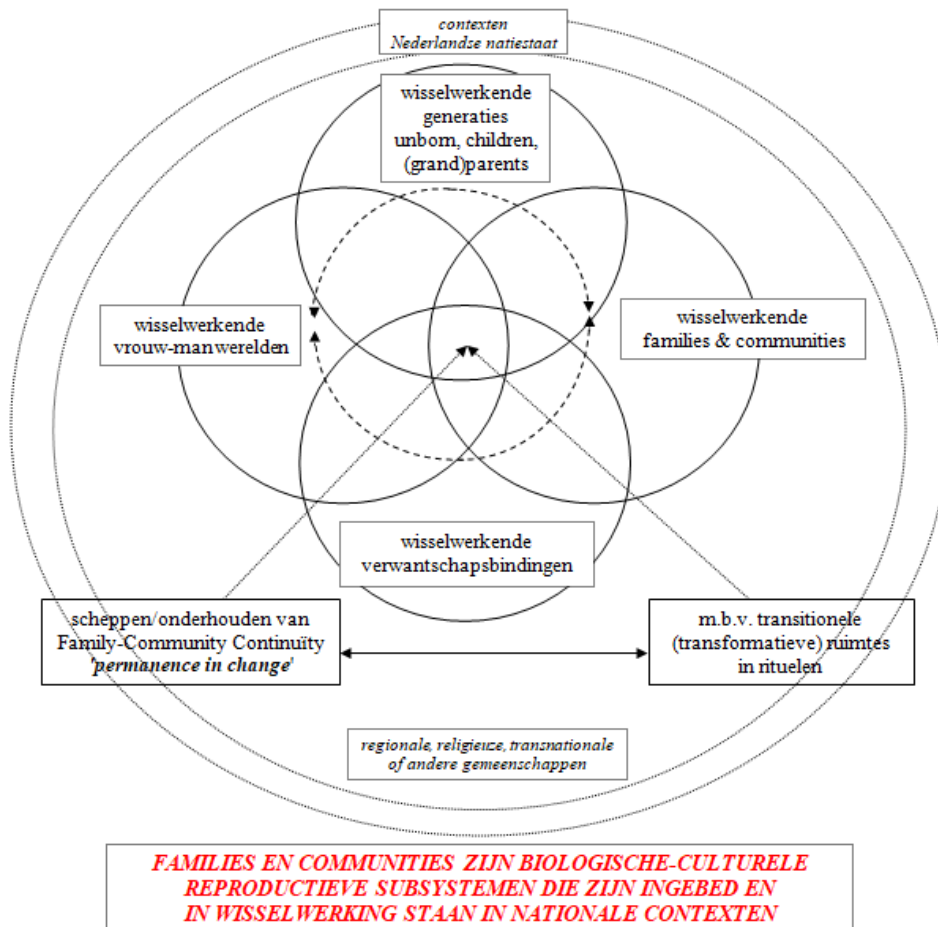 contexten
Nederlandse natiestaat
wisselwerkende
generaties
unborn, children,
(grand)parents
wisselwerkende
vrouw-manwerelden
wisselwerkende
families & communities
wisselwerkende
verwantschapsbindingen
scheppen/onderhouden van
Family-Community Continuïty
'permanence in change'
m.b.v. transitionele
(transformatieve) ruimtes
in rituelen
regionale, religieuze, transnationale
of andere gemeenschappen
FAMILIES EN COMMUNITIES ZIJN BIOLOGISCHE-CULTURELE
REPRODUCTIEVE SUBSYSTEMEN DIE ZIJN INGEBED EN
IN WISSELWERKING STAAN IN NATIONALE CONTEXTEN